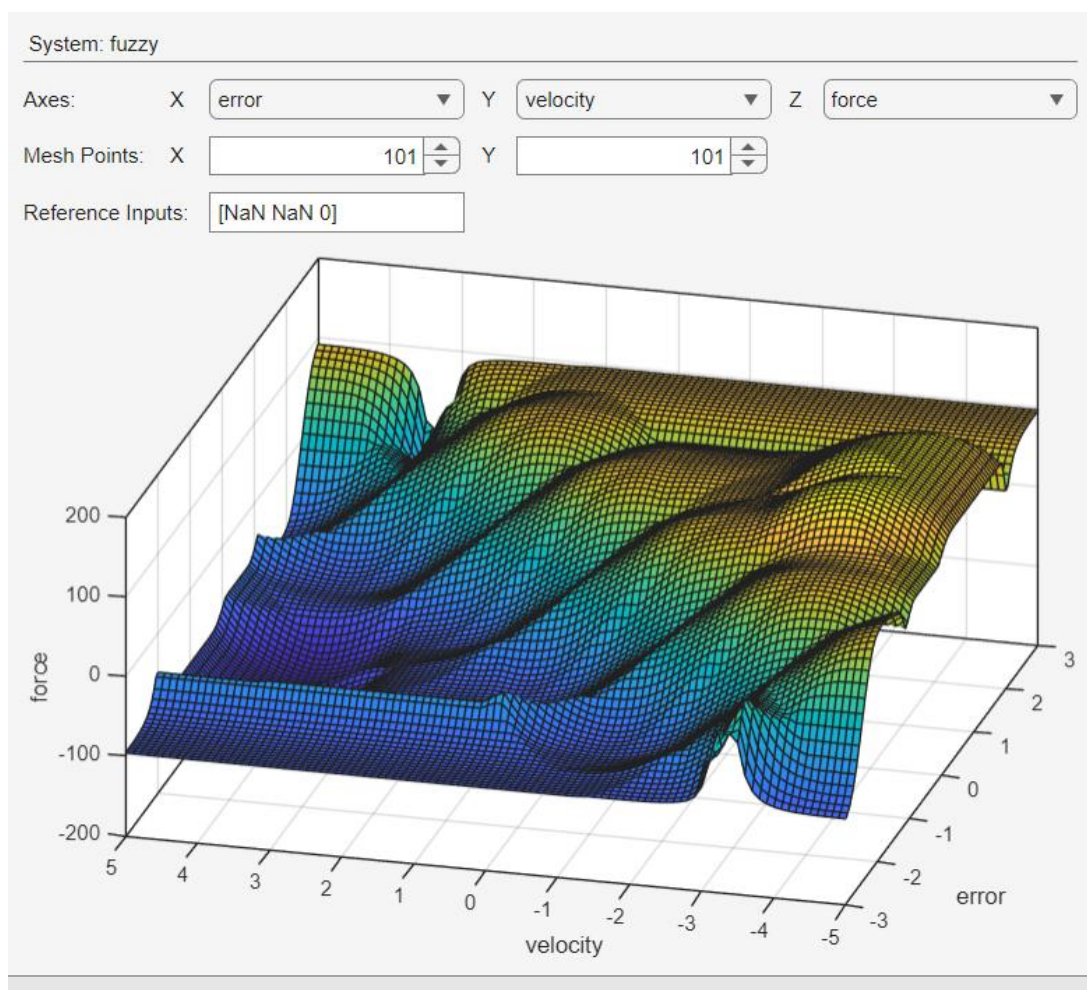 System: fuzzy
Axes: X error Y velocity Z force
Mesh Points: X 101 Y 101
Reference Inputs: [NaN NaN 0]
200
100
0
-100
-200
force
5 4 3 2 1 0 -1 -2 -3 -4 -5
velocity
3
2
1
0
-1
-2
-3
error